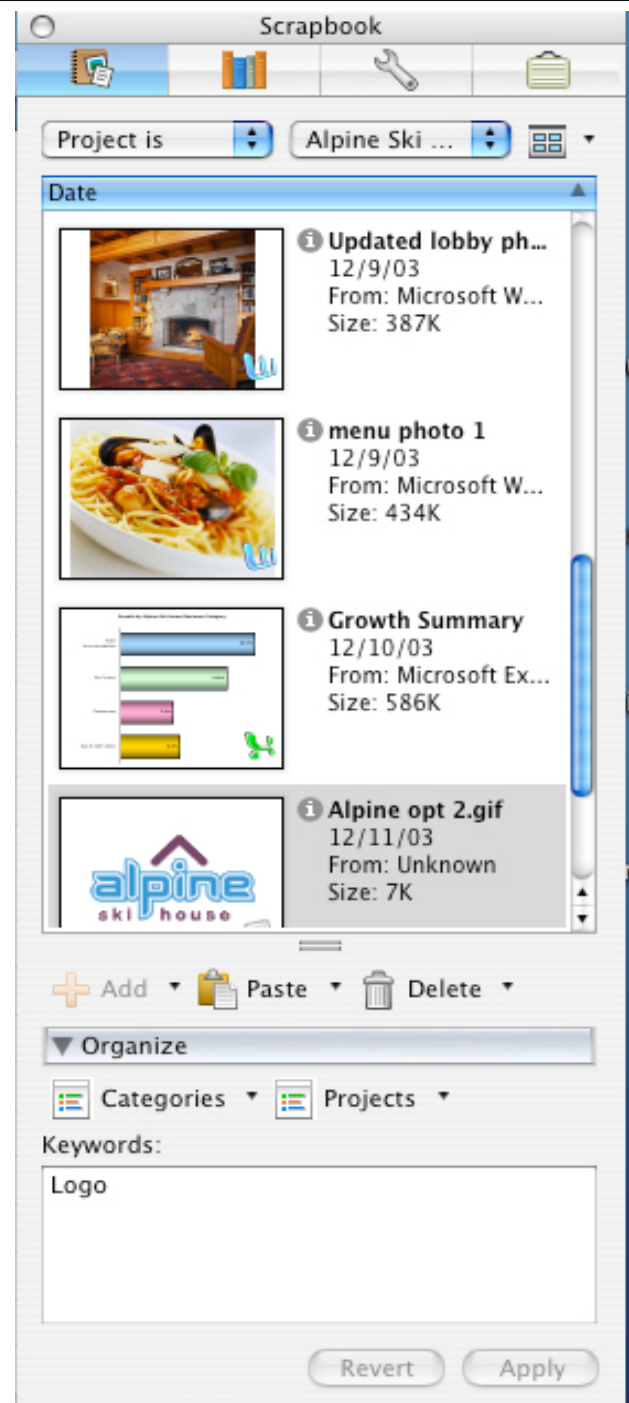 Scrapbook
Project is
Alpine Ski ...
Date
Updated lobby ph...
12/9/03
From: Microsoft W...
Size: 387K
menu photo 1
12/9/03
From: Microsoft W...
Size: 434K
Growth Summary
12/10/03
From: Microsoft Ex...
Size: 586K
Alpine opt 2.gif
12/11/03
From: Unknown
Size: 7K
alpine
ski house
Add
Paste
Delete
Organize
Categories
Projects
Keywords:
Logo
Revert
Apply